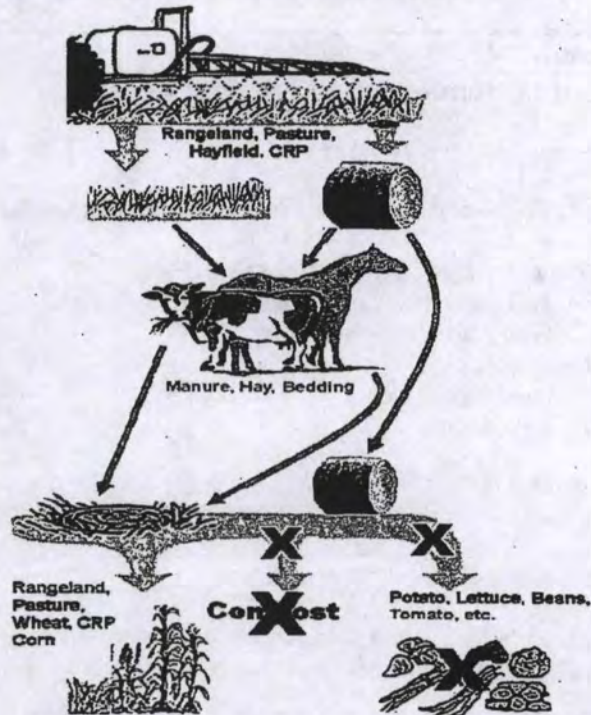 Rangeland, Pasture,
Hayfield, CRP
Manure, Hay, Bedding
Rangeland,
Pasture,
Wheat, CRP
Corn
Compost
Potato, Lettuce, Beans,
Tomato, etc.